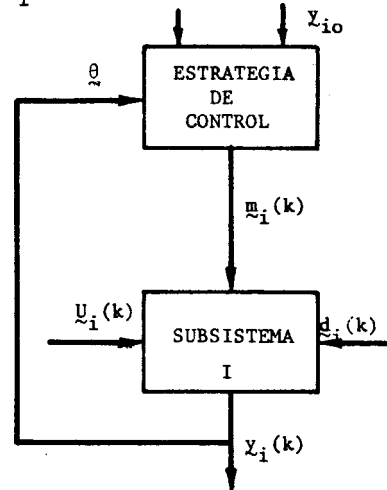 y_io
θ
ESTRATEGIA
DE
CONTROL
m_i(k)
U_i(k)
d_i(k)
SUBSISTEMA
I
y_i(k)